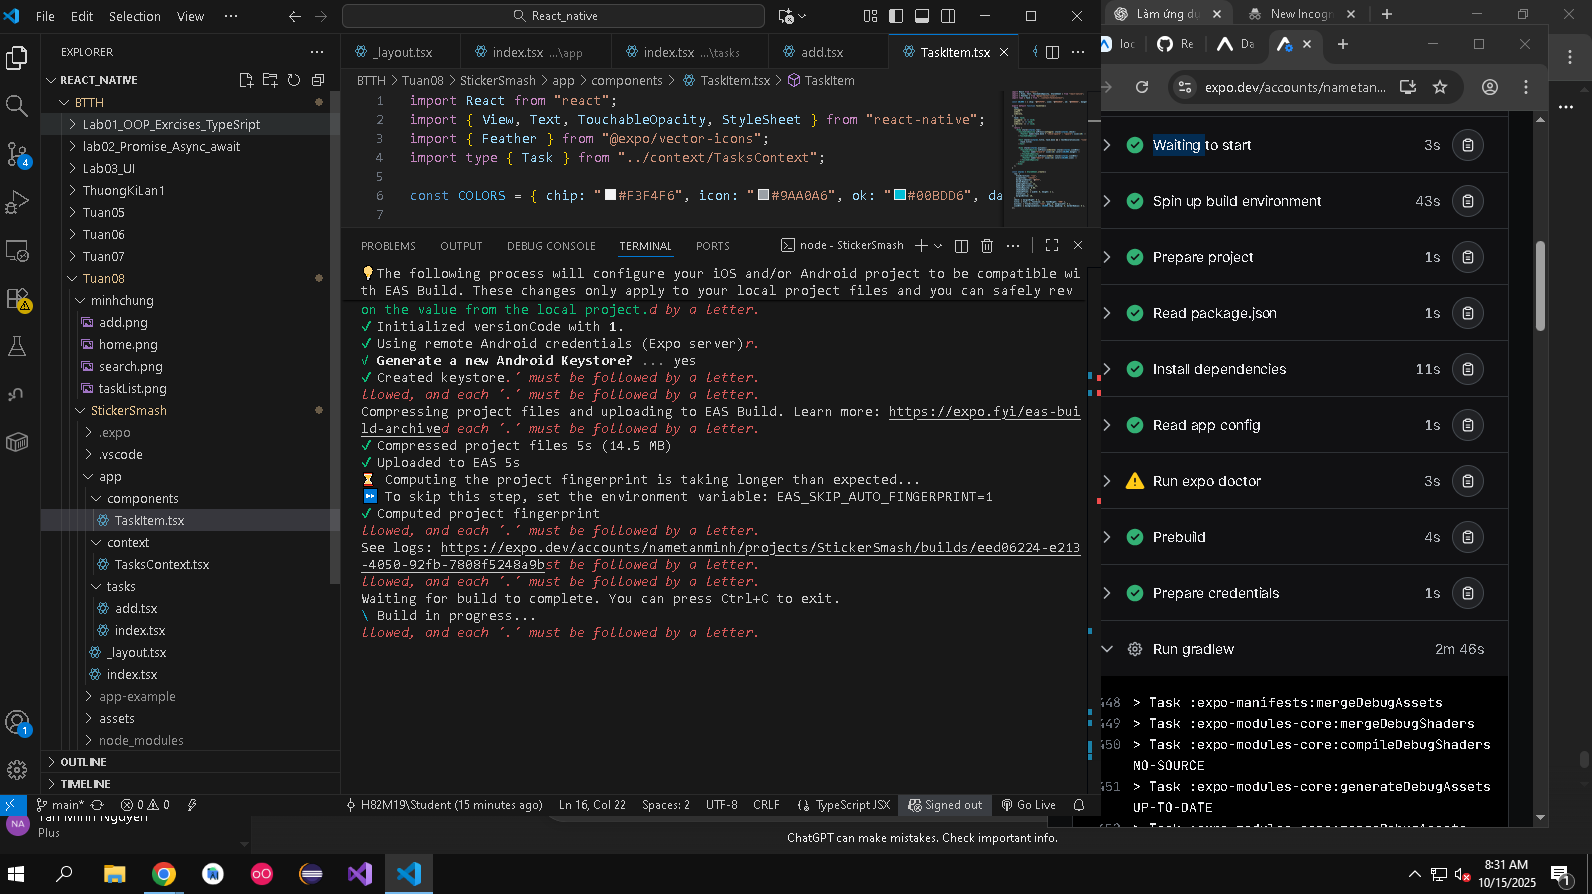 File Edit Selection View ...
React_native
EXPLORER
REACT_NATIVE
BTTH
Lab01_OOP_Exrcises_TypeSript
lab02_Promise_Async_await
Lab03_UI
ThuongKiLan1
Tuan05
Tuan06
Tuan07
Tuan08
minhchung
add.png
home.png
search.png
taskList.png
StickerSmash
.expo
.vscode
app
components
TaskItem.tsx
context
TasksContext.tsx
tasks
add.tsx
index.tsx
_layout.tsx
index.tsx
app-example
assets
node_modules
OUTLINE
TIMELINE
4
1
_layout.tsx index.tsx ...\app index.tsx ...\tasks add.tsx TaskItem.tsx
BTTH > Tuan08 > StickerSmash > app > components > TaskItem.tsx > TaskItem
1 import React from "react";
2 import { View, Text, TouchableOpacity, StyleSheet } from "react-native";
3 import { Feather } from "@expo/vector-icons";
4 import type { Task } from "../context/TasksContext";
5
6 const COLORS = { chip: "#F3F4F6", icon: "#9AA0A6", ok: "#00BDD6", da
7
PROBLEMS OUTPUT DEBUG CONSOLE TERMINAL PORTS node - StickerSmash
The following process will configure your iOS and/or Android project to be compatible wi
th EAS Build. These changes only apply to your local project files and you can safely rev
on the value from the local project.d by a letter.
✓ Initialized versionCode with 1.
✓ Using remote Android credentials (Expo server)r.
√ Generate a new Android Keystore? ... yes
✓ Created keystore.´ must be followed by a letter.
llowed, and each ´.´ must be followed by a letter.
Compressing project files and uploading to EAS Build. Learn more: https://expo.fyi/eas-bui
ld-archived each ´.´ must be followed by a letter.
✓ Compressed project files 5s (14.5 MB)
✓ Uploaded to EAS 5s
⌛ Computing the project fingerprint is taking longer than expected...
⏩ To skip this step, set the environment variable: EAS_SKIP_AUTO_FINGERPRINT=1
✓ Computed project fingerprint
llowed, and each ´.´ must be followed by a letter.
See logs: https://expo.dev/accounts/nametanminh/projects/StickerSmash/builds/eed06224-e213
-4050-92fb-7808f5248a9bst be followed by a letter.
llowed, and each ´.´ must be followed by a letter.
Waiting for build to complete. You can press Ctrl+C to exit.
\ Build in progress...
llowed, and each ´.´ must be followed by a letter.
main* 0 0 H82M19\Student (15 minutes ago) Ln 16, Col 22 Spaces: 2 UTF-8 CRLF TypeScript JSX Signed out Go Live
NA
Tan Minh Nguyen
Plus
ChatGPT can make mistakes. Check important info.
Làm ứng dụ New Incogn
loc Re Da
expo.dev/accounts/nametan...
Waiting to start 3s
Spin up build environment 43s
Prepare project 1s
Read package.json 1s
Install dependencies 11s
Read app config 1s
Run expo doctor 3s
Prebuild 4s
Prepare credentials 1s
Run gradlew 2m 46s
448 > Task :expo-manifests:mergeDebugAssets
449 > Task :expo-modules-core:mergeDebugShaders
450 > Task :expo-modules-core:compileDebugShaders
NO-SOURCE
451 > Task :expo-modules-core:generateDebugAssets
UP-TO-DATE
8:31 AM
10/15/2025
1